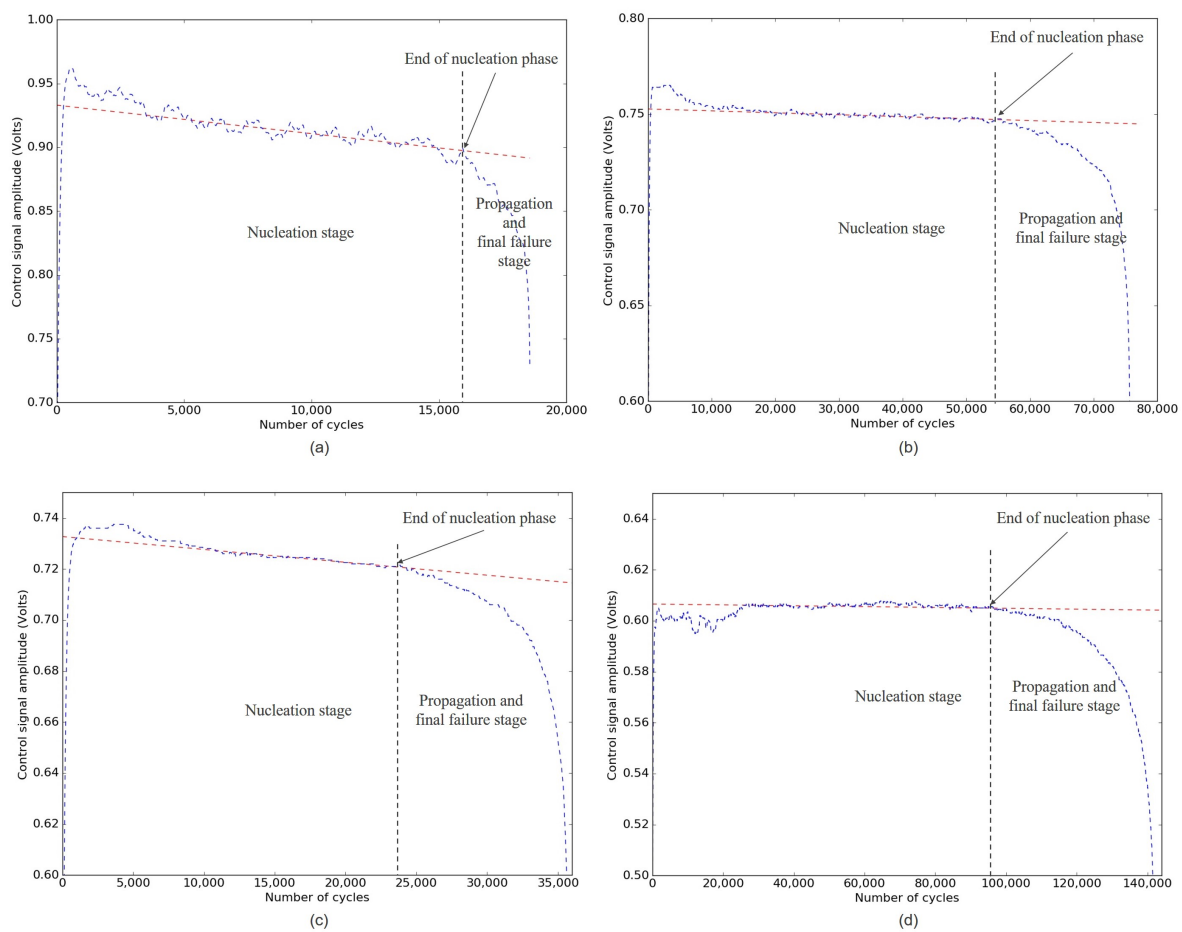 1.00
0.95
0.90
0.85
0.80
0.75
0.70
Control signal amplitude (Volts)
0
5,000
10,000
15,000
20,000
Number of cycles
End of nucleation phase
Nucleation stage
Propagation
and
final failure
stage
(a)
0.80
0.75
0.70
0.65
0.60
Control signal amplitude (Volts)
0
10,000
20,000
30,000
40,000
50,000
60,000
70,000
80,000
Number of cycles
End of nucleation phase
Nucleation stage
Propagation and
final failure stage
(b)
0.74
0.72
0.70
0.68
0.66
0.64
0.62
0.60
Control signal amplitude (Volts)
0
5,000
10,000
15,000
20,000
25,000
30,000
35,000
Number of cycles
End of nucleation phase
Nucleation stage
Propagation and
final failure stage
(c)
0.64
0.62
0.60
0.58
0.56
0.54
0.52
0.50
Control signal amplitude (Volts)
0
20,000
40,000
60,000
80,000
100,000
120,000
140,000
Number of cycles
End of nucleation phase
Nucleation stage
Propagation and
final failure stage
(d)